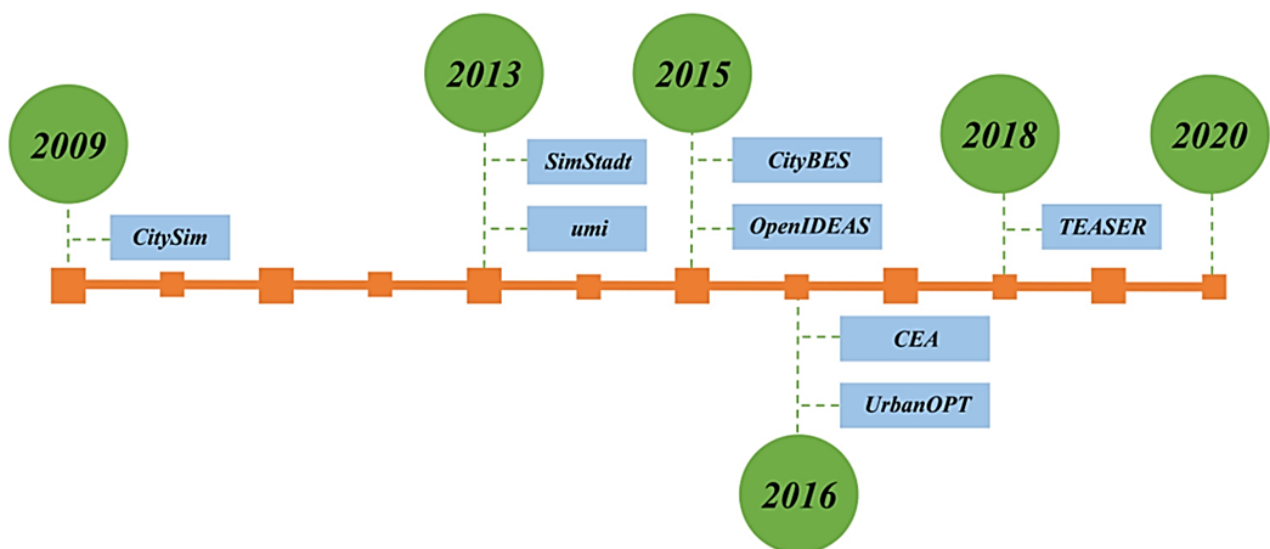 2009
CitySim
2013
SimStadt
umi
2015
CityBES
OpenIDEAS
2016
CEA
UrbanOPT
2018
TEASER
2020